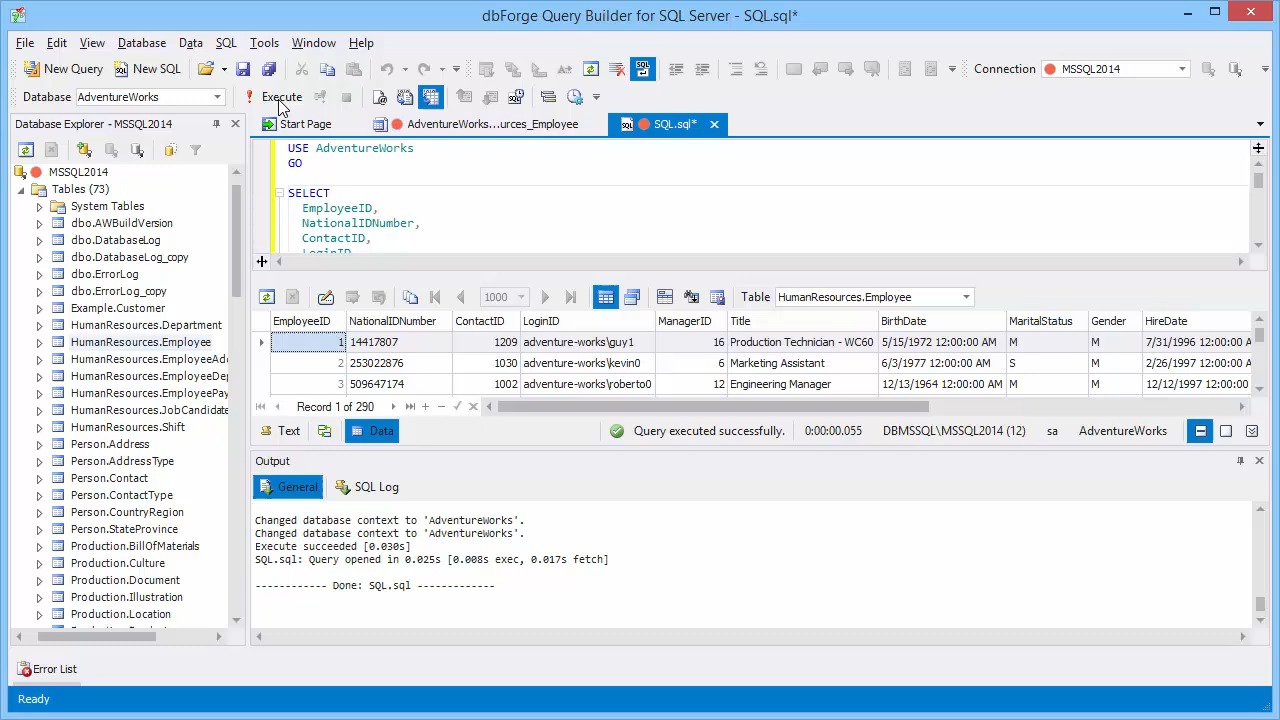 dbForge Query Builder for SQL Server - SQL.sql*
File Edit View Database Data SQL Tools Window Help
New Query New SQL Connection MSSQL2014
Database AdventureWorks Execute
Database Explorer - MSSQL2014
Start Page AdventureWorks...urces_Employee SQL.sql*
MSSQL2014
Tables (73)
System Tables
dbo.AWBuildVersion
dbo.DatabaseLog
dbo.DatabaseLog_copy
dbo.ErrorLog
dbo.ErrorLog_copy
Example.Customer
HumanResources.Department
HumanResources.Employee
HumanResources.EmployeeAd
HumanResources.EmployeeDep
HumanResources.EmployeePay
HumanResources.JobCandidate
HumanResources.Shift
Person.Address
Person.AddressType
Person.Contact
Person.ContactType
Person.CountryRegion
Person.StateProvince
Production.BillOfMaterials
Production.Culture
Production.Document
Production.Illustration
Production.Location
USE AdventureWorks
GO
SELECT
EmployeeID,
NationalIDNumber,
ContactID,
LoginID
1000 Table HumanResources.Employee
EmployeeID NationalIDNumber ContactID LoginID ManagerID Title BirthDate MaritalStatus Gender HireDate
1 14417807 1209 adventure-works\guy1 16 Production Technician - WC60 5/15/1972 12:00:00 AM M M 7/31/1996 12:00:00 A
2 253022876 1030 adventure-works\kevin0 6 Marketing Assistant 6/3/1977 12:00:00 AM S M 2/26/1997 12:00:00 A
3 509647174 1002 adventure-works\roberto0 12 Engineering Manager 12/13/1964 12:00:00 AM M M 12/12/1997 12:00:00
Record 1 of 290
Text Data Query executed successfully. 0:00:00.055 DBMSSQL\MSSQL2014 (12) sa AdventureWorks
Output
General SQL Log
Changed database context to 'AdventureWorks'.
Changed database context to 'AdventureWorks'.
Execute succeeded [0.030s]
SQL.sql: Query opened in 0.025s [0.008s exec, 0.017s fetch]
------------ Done: SQL.sql -------------
Error List
Ready